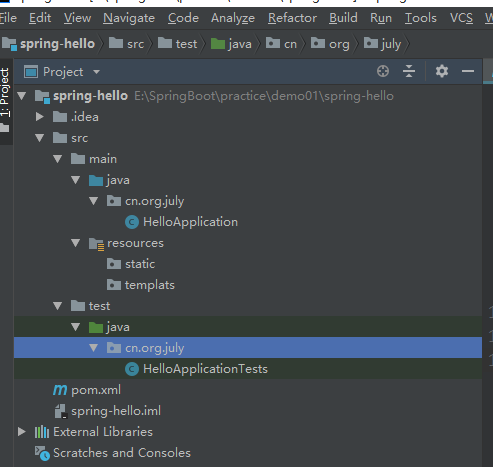 File Edit View Navigate Code Analyze Refactor Build Run Tools VCS
spring-hello src test java cn org july
1: Project
Project
spring-hello E:\SpringBoot\practice\demo01\spring-hello
.idea
src
main
java
cn.org.july
HelloApplication
resources
static
templats
test
java
cn.org.july
HelloApplicationTests
pom.xml
spring-hello.iml
External Libraries
Scratches and Consoles